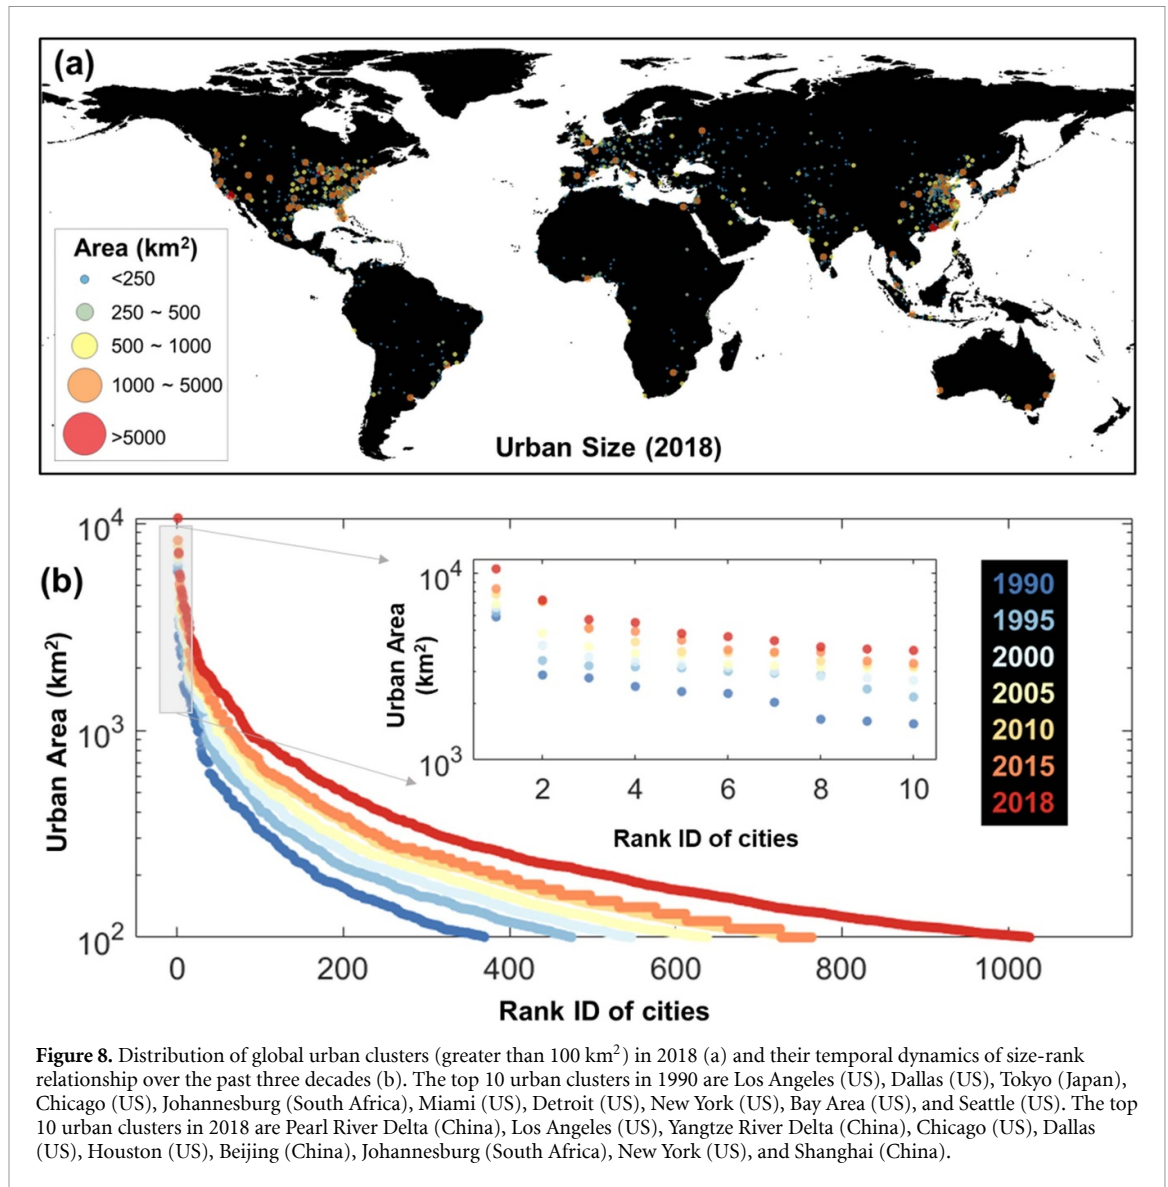 (a)
Area (km²)
<250
250 ~ 500
500 ~ 1000
1000 ~ 5000
>5000
Urban Size (2018)
(b)
Urban Area (km²)
10⁴
10³
10²
0 200 400 600 800 1000
Rank ID of cities
Urban Area
(km²)
10⁴
10³
2 4 6 8 10
Rank ID of cities
1990
1995
2000
2005
2010
2015
2018
Figure 8. Distribution of global urban clusters (greater than 100 km²) in 2018 (a) and their temporal dynamics of size-rank
relationship over the past three decades (b). The top 10 urban clusters in 1990 are Los Angeles (US), Dallas (US), Tokyo (Japan),
Chicago (US), Johannesburg (South Africa), Miami (US), Detroit (US), New York (US), Bay Area (US), and Seattle (US). The top
10 urban clusters in 2018 are Pearl River Delta (China), Los Angeles (US), Yangtze River Delta (China), Chicago (US), Dallas
(US), Houston (US), Beijing (China), Johannesburg (South Africa), New York (US), and Shanghai (China).